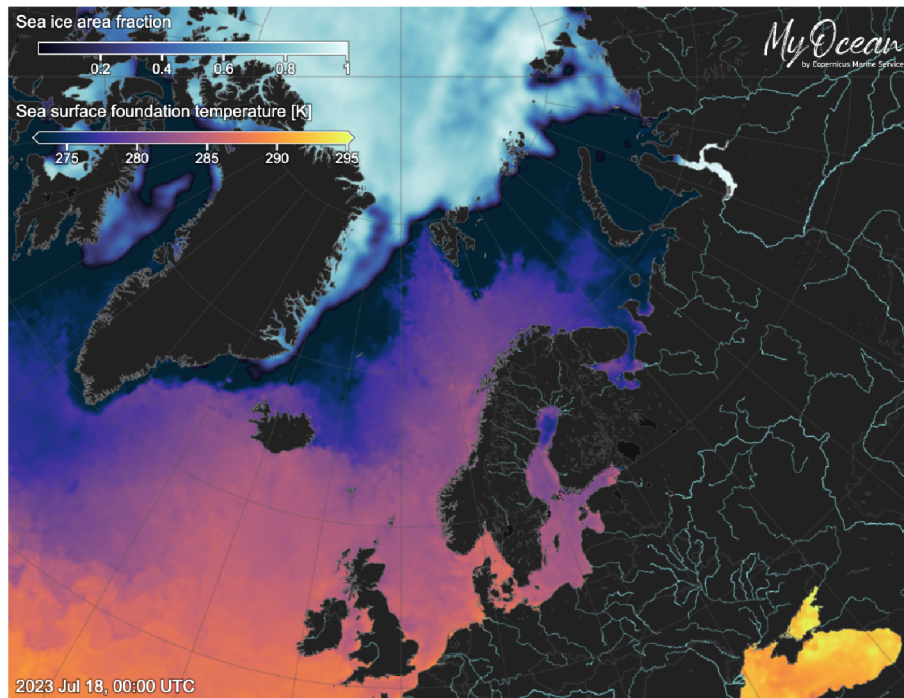 Sea ice area fraction
0.2 0.4 0.6 0.8 1
Sea surface foundation temperature [K]
275 280 285 290 295
MyOcean
by Copernicus Marine Service
2023 Jul 18, 00:00 UTC